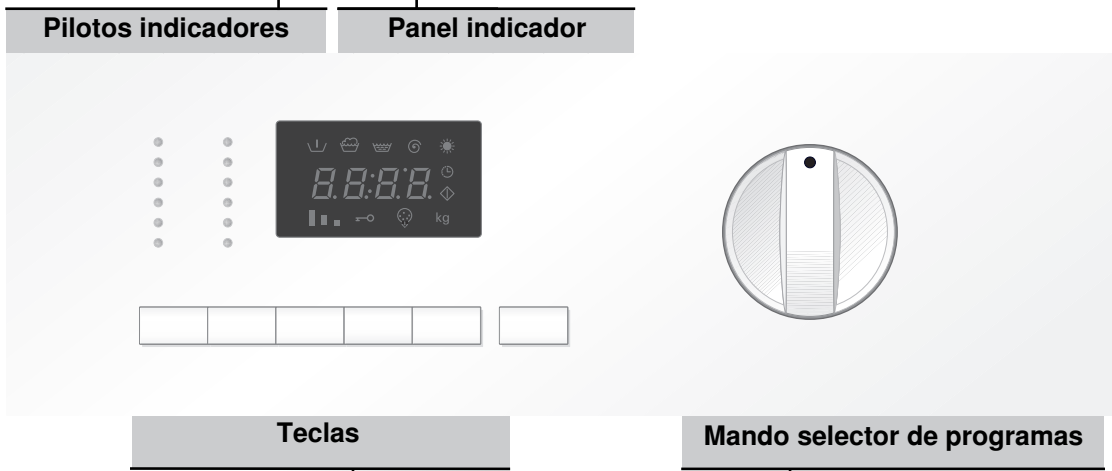 Pilotos indicadores
Panel indicador
8.8:8.8.
kg
Teclas
Mando selector de programas